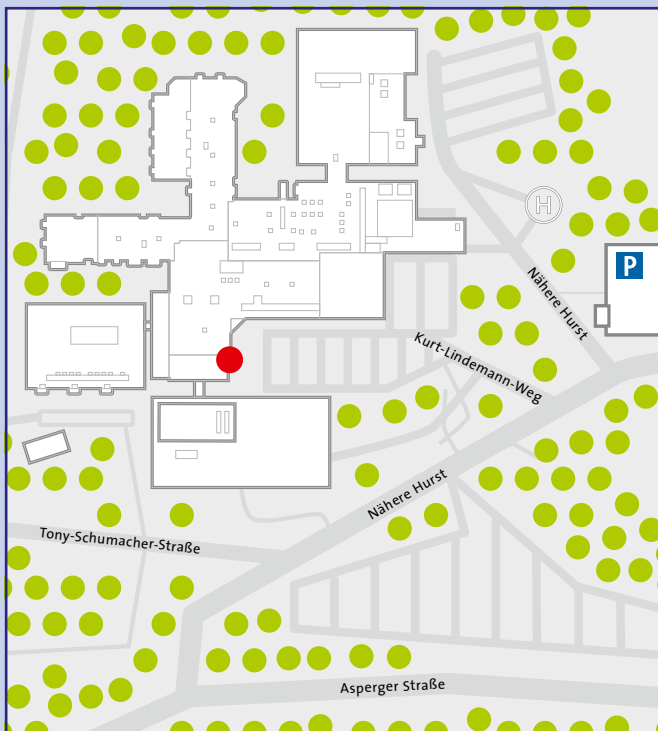 H
P
Nähere Hurst
Kurt-Lindemann-Weg
Nähere Hurst
Tony-Schumacher-Straße
Asperger Straße